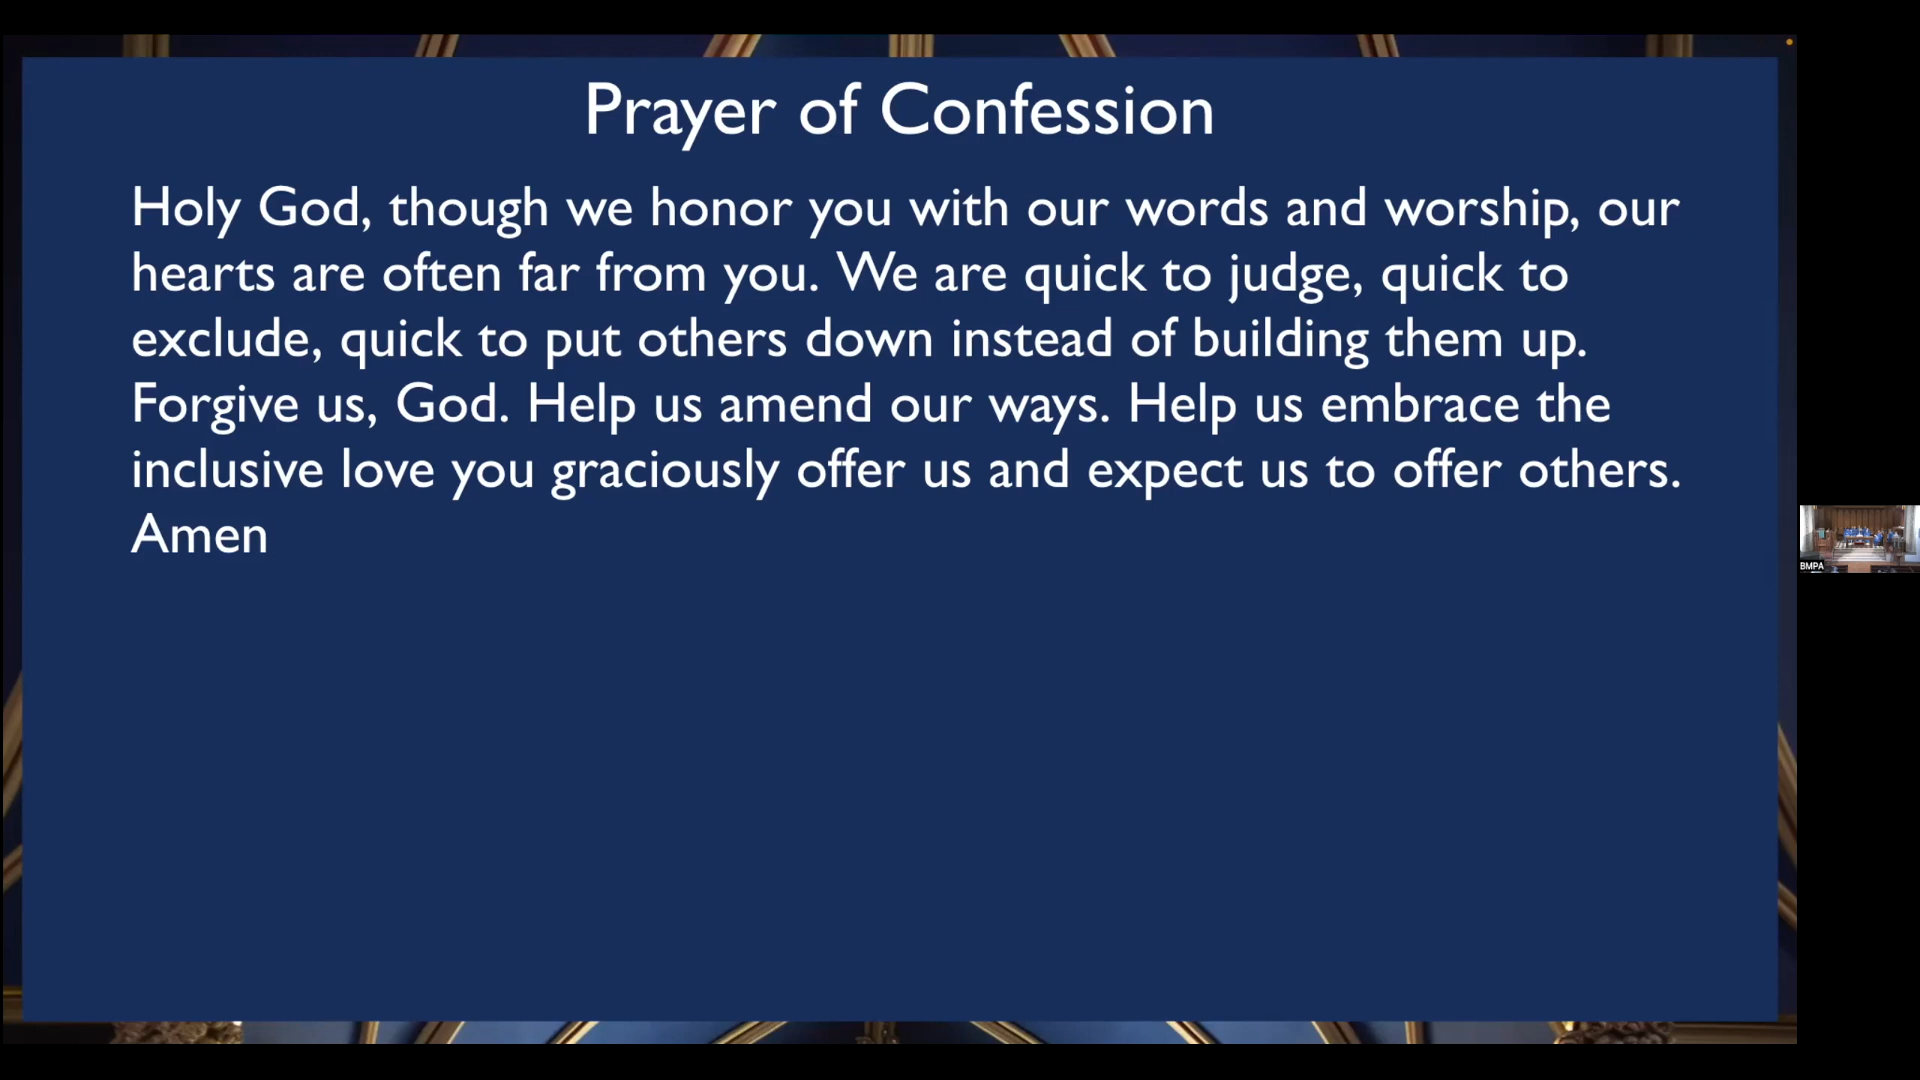 Prayer of Confession
Holy God, though we honor you with our words and worship, our
hearts are often far from you. We are quick to judge, quick to
exclude, quick to put others down instead of building them up.
Forgive us, God. Help us amend our ways. Help us embrace the
inclusive love you graciously offer us and expect us to offer others.
Amen
BMPA